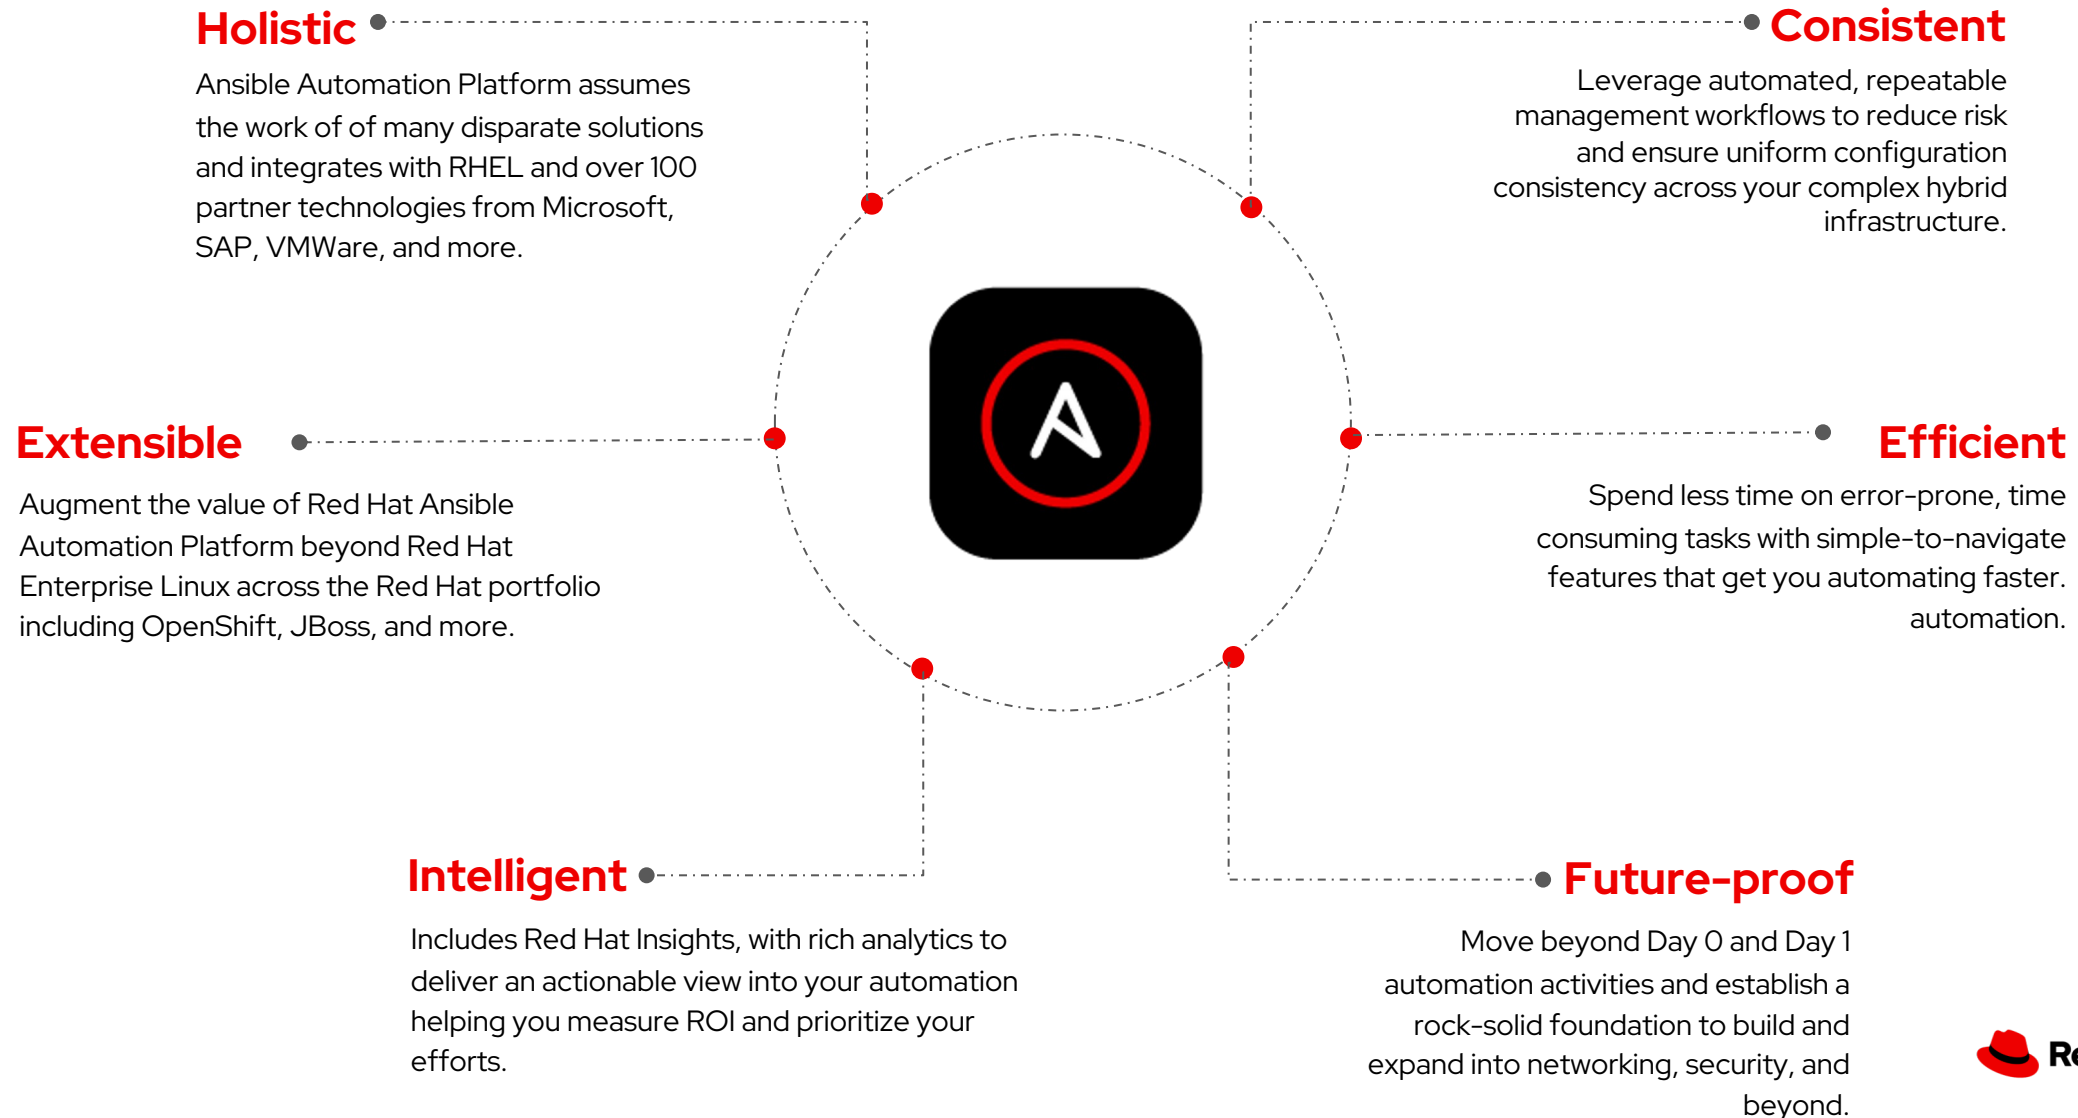 Holistic
Ansible Automation Platform assumes
the work of of many disparate solutions
and integrates with RHEL and over 100
partner technologies from Microsoft,
SAP, VMWare, and more.
Consistent
Leverage automated, repeatable
management workflows to reduce risk
and ensure uniform configuration
consistency across your complex hybrid
infrastructure.
Extensible
Augment the value of Red Hat Ansible
Automation Platform beyond Red Hat
Enterprise Linux across the Red Hat portfolio
including OpenShift, JBoss, and more.
Efficient
Spend less time on error-prone, time
consuming tasks with simple-to-navigate
features that get you automating faster.
automation.
Intelligent
Includes Red Hat Insights, with rich analytics to
deliver an actionable view into your automation
helping you measure ROI and prioritize your
efforts.
Future-proof
Move beyond Day 0 and Day 1
automation activities and establish a
rock-solid foundation to build and
expand into networking, security, and
beyond.